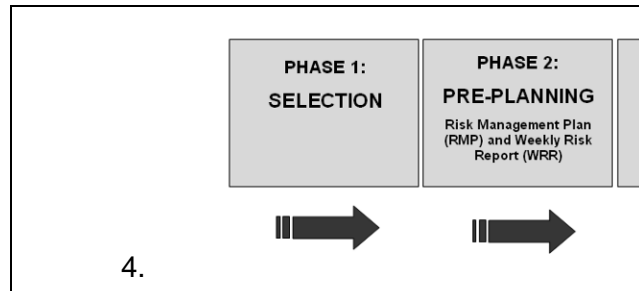 PHASE 1:
SELECTION
PHASE 2:
PRE-PLANNING
Risk Management Plan
(RMP) and Weekly Risk
Report (WRR)
4.